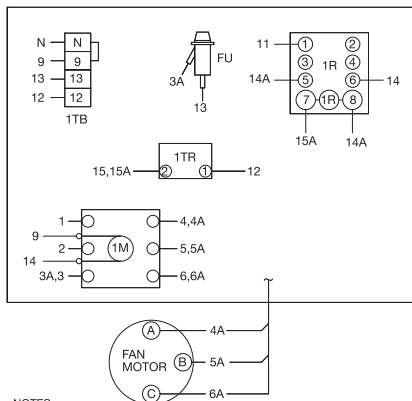 N
N
9
9
13
13
12
12
1TB
FU
3A
13
11
1
2
3
1R
4
14A
5
6
14
7
1R
8
15A
14A
1TR
15,15A
2
1
12
1
4,4A
9
2
1M
5,5A
14
3A,3
6,6A
A
4A
FAN
MOTOR
B
5A
C
6A
NOTES